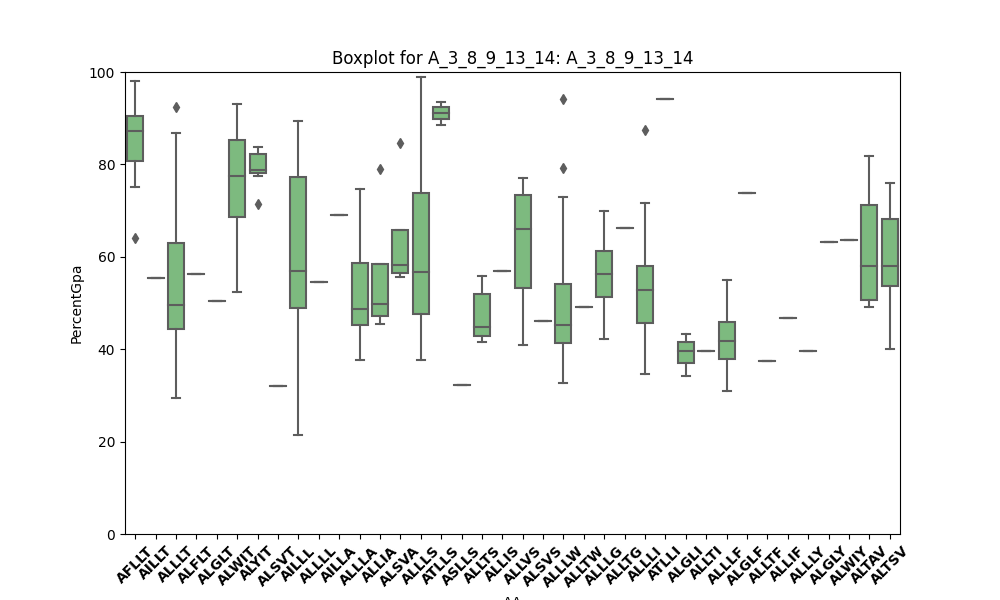 Boxplot for A_3_8_9_13_14: A_3_8_9_13_14
100
80
60
40
20
0
PercentGpa
AFLLT AILLT ALLLT ALFLT ALGLT ALWIT ALYIT ALSVT AILLL ALLLL AILLA ALLLA ALLIA ALSVA ALLLS ATLLS ASLLS ALLTS ALLIS ALLVS ALSVS ALLLW ALLTW ALLLG ALLTG ALLLI ATLLI ALGLI ALLTI ALLLF ALGLF ALLTF ALLIF ALLLY ALGLY ALWIY ALTAV ALTSV